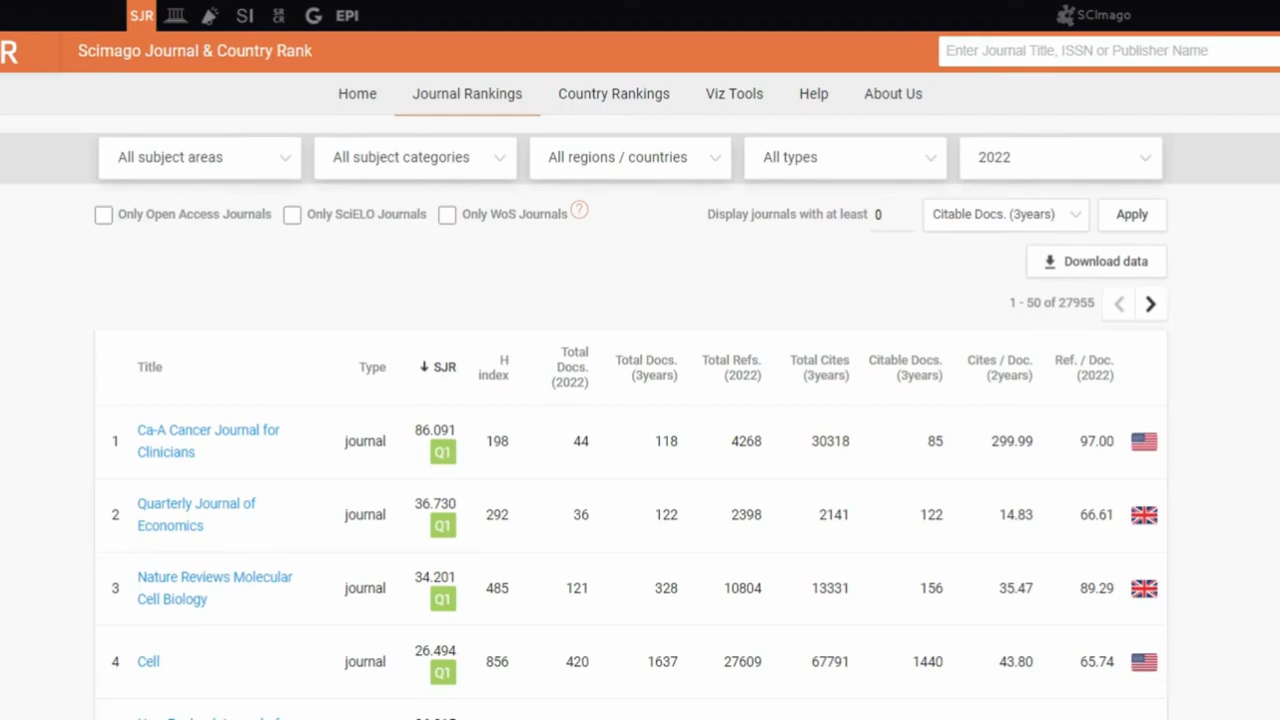 SJR SI SR CR G EPI SCImago
R Scimago Journal & Country Rank Enter Journal Title, ISSN or Publisher Name
Home Journal Rankings Country Rankings Viz Tools Help About Us
All subject areas All subject categories All regions / countries All types 2022
Only Open Access Journals Only SciELO Journals Only WoS Journals ? Display journals with at least 0 Citable Docs. (3years) Apply
Download data
1 - 50 of 27955
Title Type SJR H index Total Docs. (2022) Total Docs. (3years) Total Refs. (2022) Total Cites (3years) Citable Docs. (3years) Cites / Doc. (2years) Ref. / Doc. (2022)
1 Ca-A Cancer Journal for Clinicians journal 86.091 Q1 198 44 118 4268 30318 85 299.99 97.00
2 Quarterly Journal of Economics journal 36.730 Q1 292 36 122 2398 2141 122 14.83 66.61
3 Nature Reviews Molecular Cell Biology journal 34.201 Q1 485 121 328 10804 13331 156 35.47 89.29
4 Cell journal 26.494 Q1 856 420 1637 27609 67791 1440 43.80 65.74